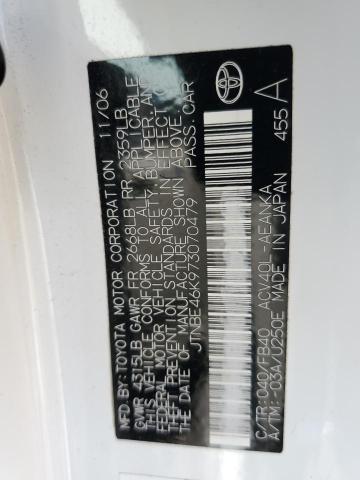 MFD. BY: TOYOTA MOTOR CORPORATION 11/06
GVWR 4515LB GAWR FR 2668LB RR 2359LB
THIS VEHICLE CONFORMS TO ALL APPLICABLE
FEDERAL MOTOR VEHICLE SAFETY, BUMPER, AND
THEFT PREVENTION STANDARDS IN EFFECT ON
THE DATE OF MANUFACTURE SHOWN ABOVE.
JTNBE46K973070479 PASS.CAR
C/TR:040/FB40 ACV40L-AEANKA
A/TM:-03A/U250E MADE IN JAPAN 455 A